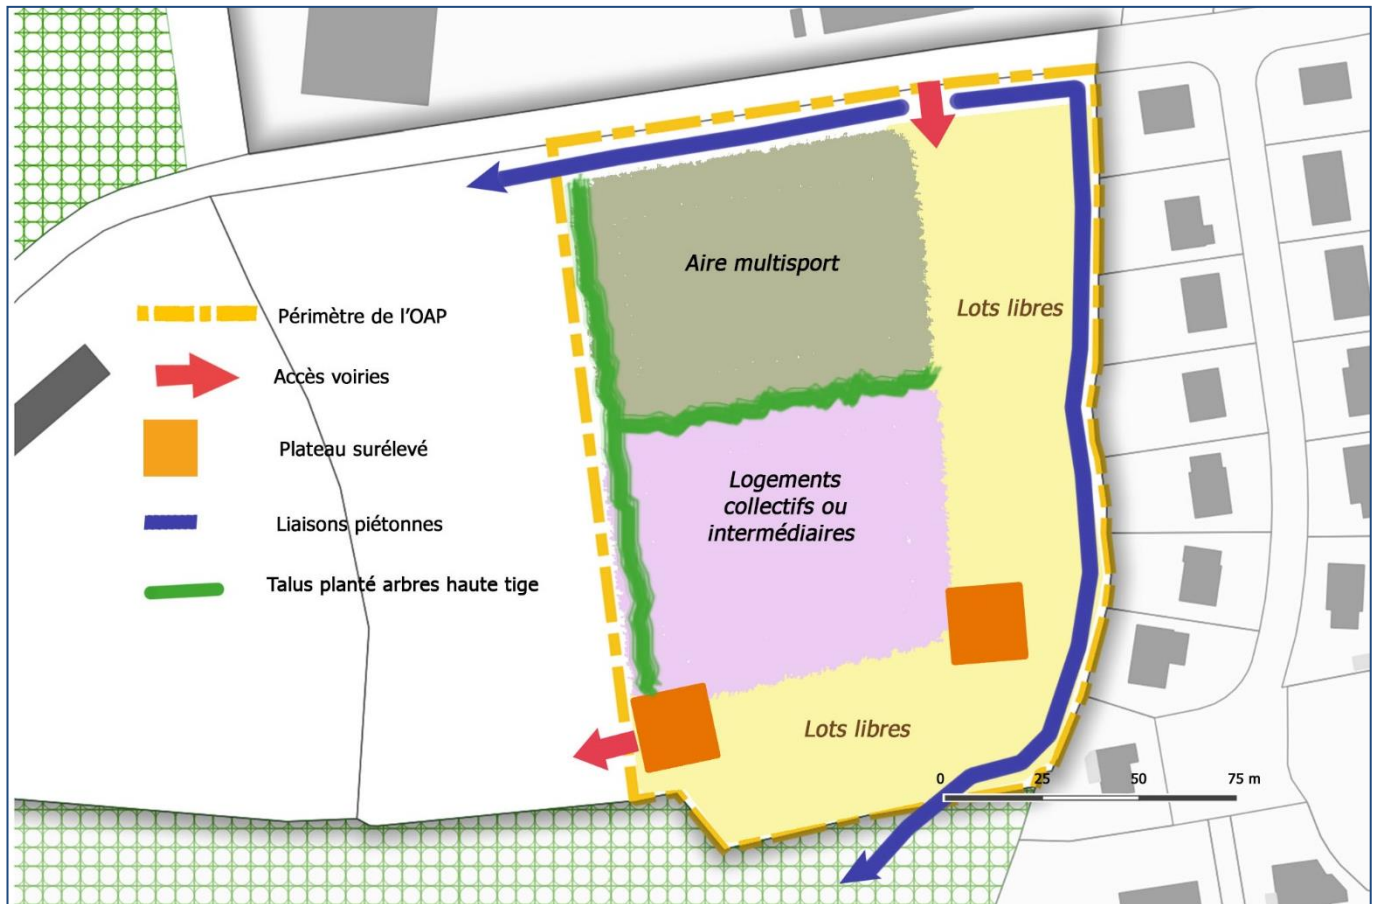 Aire multisport
Lots libres
Périmètre de l'OAP
Accès voiries
Plateau surélevé
Liaisons piétonnes
Talus planté arbres haute tige
Logements
collectifs ou
intermédiaires
Lots libres
0 25 50 75 m